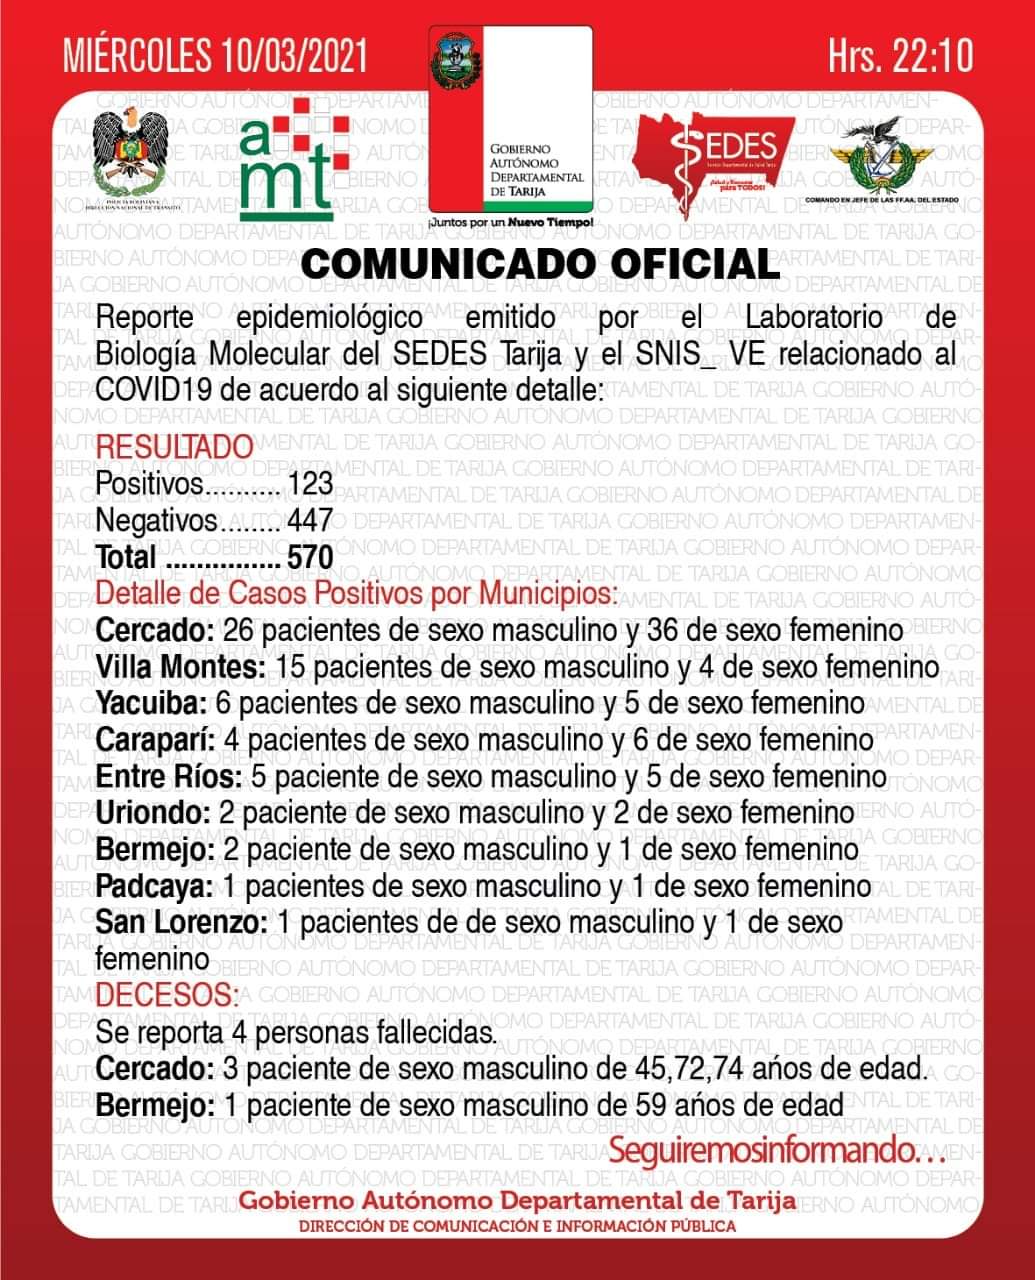 MIÉRCOLES 10/03/2021
Hrs. 22:10
POLICIA BOLIVIANA
DIRECCION NACIONAL DE TRANSITO
amt
GOBIERNO
AUTÓNOMO
DEPARTAMENTAL
DE TARIJA
¡Juntos por un Nuevo Tiempo!
SEDES
Servicio Departamental de Salud Tarija
¡Salud y Bienestar
para TODOS!
COMANDO EN JEFE DE LAS FF.AA. DEL ESTADO
COMUNICADO OFICIAL
Reporte epidemiológico emitido por el Laboratorio de
Biología Molecular del SEDES Tarija y el SNIS_ VE relacionado al
COVID19 de acuerdo al siguiente detalle:
RESULTADO
Positivos.......... 123
Negativos........ 447
Total ............... 570
Detalle de Casos Positivos por Municipios:
Cercado: 26 pacientes de sexo masculino y 36 de sexo femenino
Villa Montes: 15 pacientes de sexo masculino y 4 de sexo femenino
Yacuiba: 6 pacientes de sexo masculino y 5 de sexo femenino
Caraparí: 4 pacientes de sexo masculino y 6 de sexo femenino
Entre Ríos: 5 paciente de sexo masculino y 5 de sexo femenino
Uriondo: 2 paciente de sexo masculino y 2 de sexo femenino
Bermejo: 2 paciente de sexo masculino y 1 de sexo femenino
Padcaya: 1 pacientes de sexo masculino y 1 de sexo femenino
San Lorenzo: 1 pacientes de de sexo masculino y 1 de sexo
femenino
DECESOS:
Se reporta 4 personas fallecidas.
Cercado: 3 paciente de sexo masculino de 45,72,74 ańos de edad.
Bermejo: 1 paciente de sexo masculino de 59 ańos de edad
Seguiremosinformando...
Gobierno Autónomo Departamental de Tarija
DIRECCIÓN DE COMUNICACIÓN E INFORMACIÓN PÚBLICA